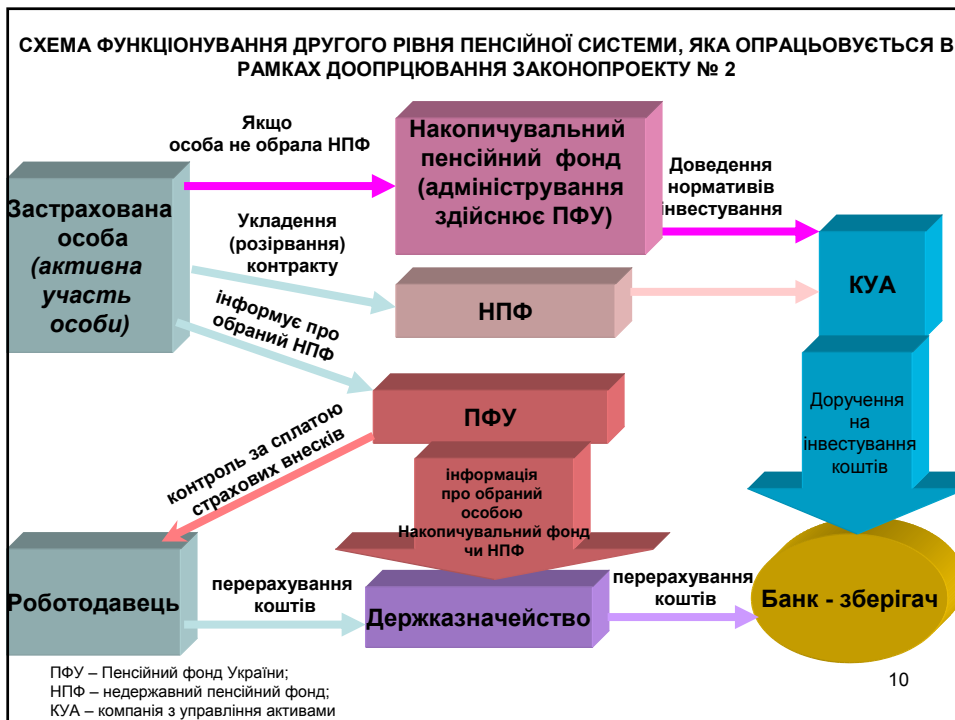 СХЕМА ФУНКЦІОНУВАННЯ ДРУГОГО РІВНЯ ПЕНСІЙНОЇ СИСТЕМИ, ЯКА ОПРАЦЬОВУЄТЬСЯ В
РАМКАХ ДООПРЦЮВАННЯ ЗАКОНОПРОЕКТУ № 2
Якщо
особа не обрала НПФ
Накопичувальний
пенсійний фонд
(адміністрування
здійснює ПФУ)
Доведення
нормативів
інвестування
Застрахована
особа
(активна
участь
особи)
Укладення
(розірвання)
контракту
НПФ
КУА
інформує про
обраний НПФ
ПФУ
Доручення
на
інвестування
коштів
контроль за сплатою
страхових внесків
інформація
про обраний
особою
Накопичувальний фонд
чи НПФ
Роботодавець
перерахування
коштів
Держказначейство
перерахування
коштів
Банк - зберігач
ПФУ – Пенсійний фонд України;
НПФ – недержавний пенсійний фонд;
КУА – компанія з управління активами
10